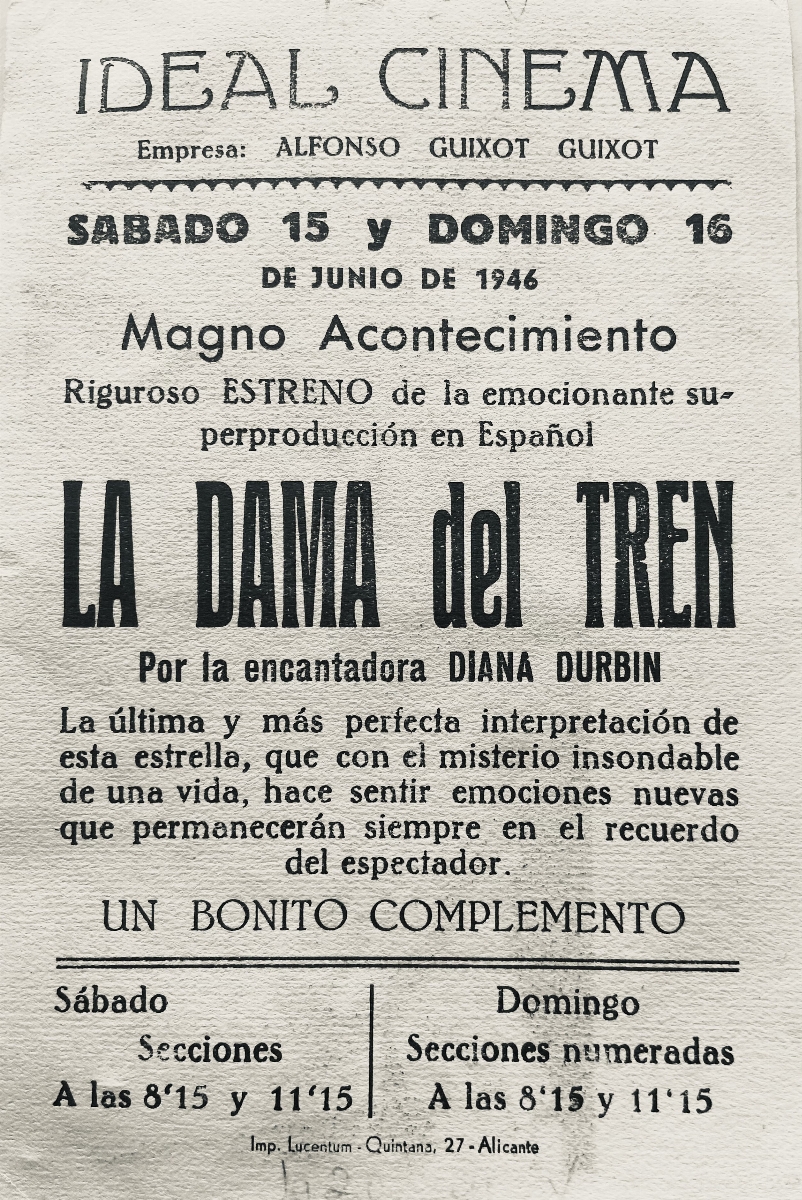 IDEAL CINEMA
Empresa: ALFONSO GUIXOT GUIXOT
SABADO 15 y DOMINGO 16
DE JUNIO DE 1946
Magno Acontecimiento
Riguroso ESTRENO de la emocionante su-
perproducción en Español
LA DAMA del TREN
Por la encantadora DIANA DURBIN
La última y más perfecta interpretación de
esta estrella, que con el misterio insondable
de una vida, hace sentir emociones nuevas
que permanecerán siempre en el recuerdo
del espectador.
UN BONITO COMPLEMENTO
Sábado
Secciones
A las 8'15 y 11'15
Domingo
Secciones numeradas
A las 8'15 y 11'15
Imp. Lucentum - Quintana, 27 - Alicante